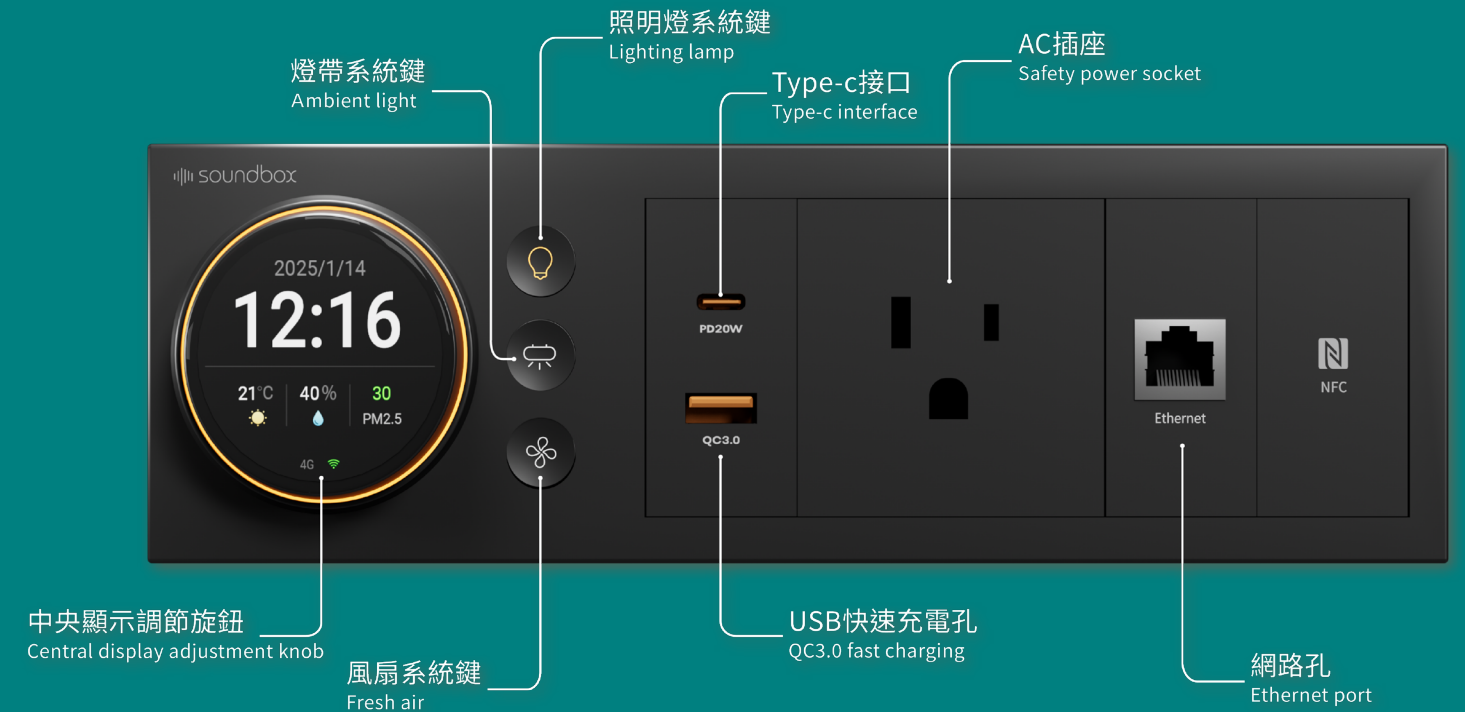 照明燈系統鍵
Lighting lamp
AC插座
Safety power socket
燈帶系統鍵
Ambient light
Type-c接口
Type-c interface
soundbox
2025/1/14
12:16
21°C
40%
30
PM2.5
4G
PD20W
QC3.0
Ethernet
NFC
中央顯示調節旋鈕
Central display adjustment knob
風扇系統鍵
Fresh air
USB快速充電孔
QC3.0 fast charging
網路孔
Ethernet port